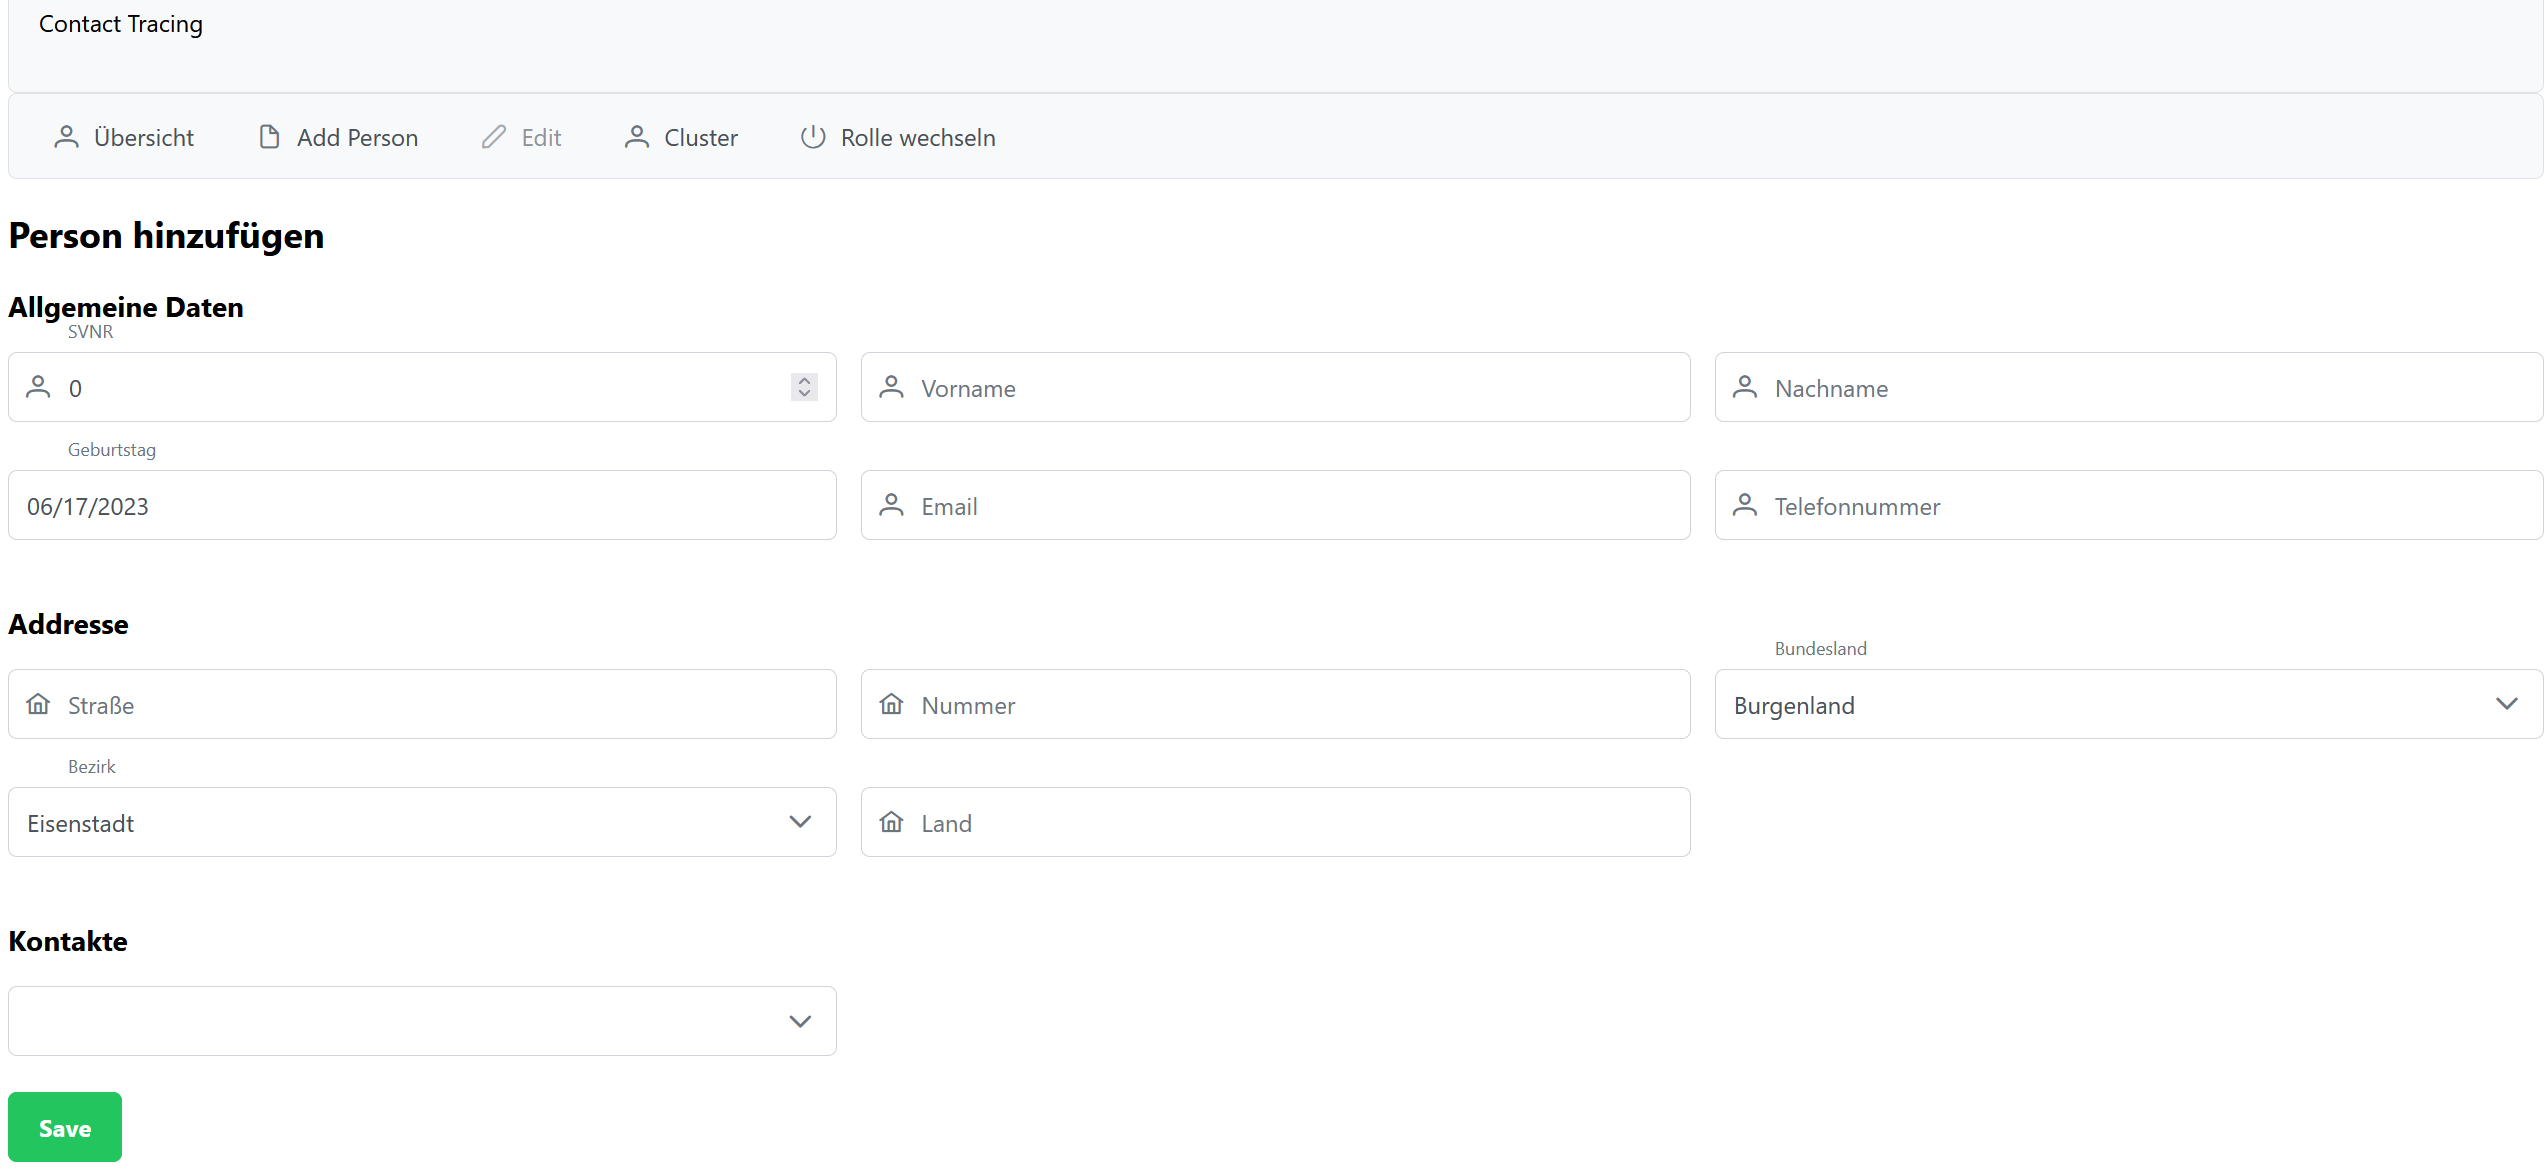 Contact Tracing
Übersicht Add Person Edit Cluster Rolle wechseln
Person hinzufügen
Allgemeine Daten
SVNR
0 Vorname Nachname
Geburtstag
06/17/2023 Email Telefonnummer
Addresse
Bundesland
Straße Nummer Burgenland
Bezirk
Eisenstadt Land
Kontakte
Save